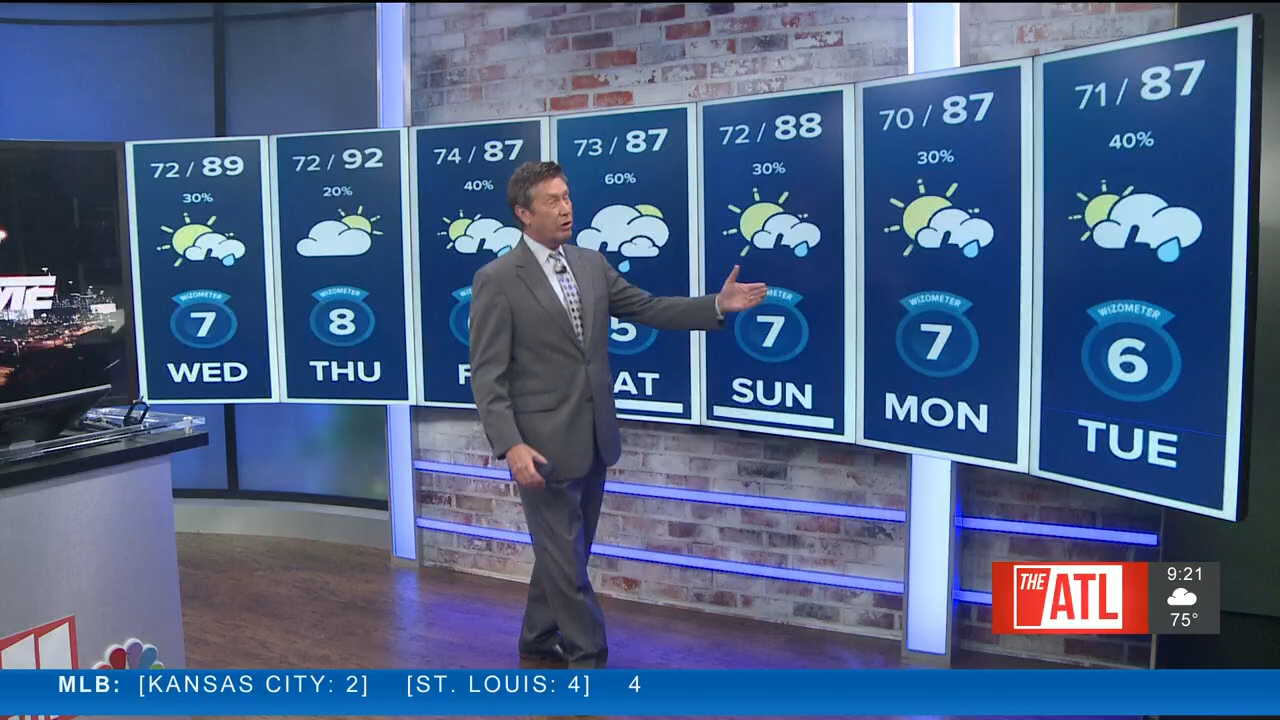 72 / 89
30%
WIZOMETER
7
WED
72 / 92
20%
WIZOMETER
8
THU
74 / 87
40%
73 / 87
60%
5
72 / 88
30%
7
SUN
70 / 87
30%
WIZOMETER
7
MON
71 / 87
40%
WIZOMETER
6
TUE
THE ATL
9:21
75°
MLB: [KANSAS CITY: 2] [ST. LOUIS: 4] 4